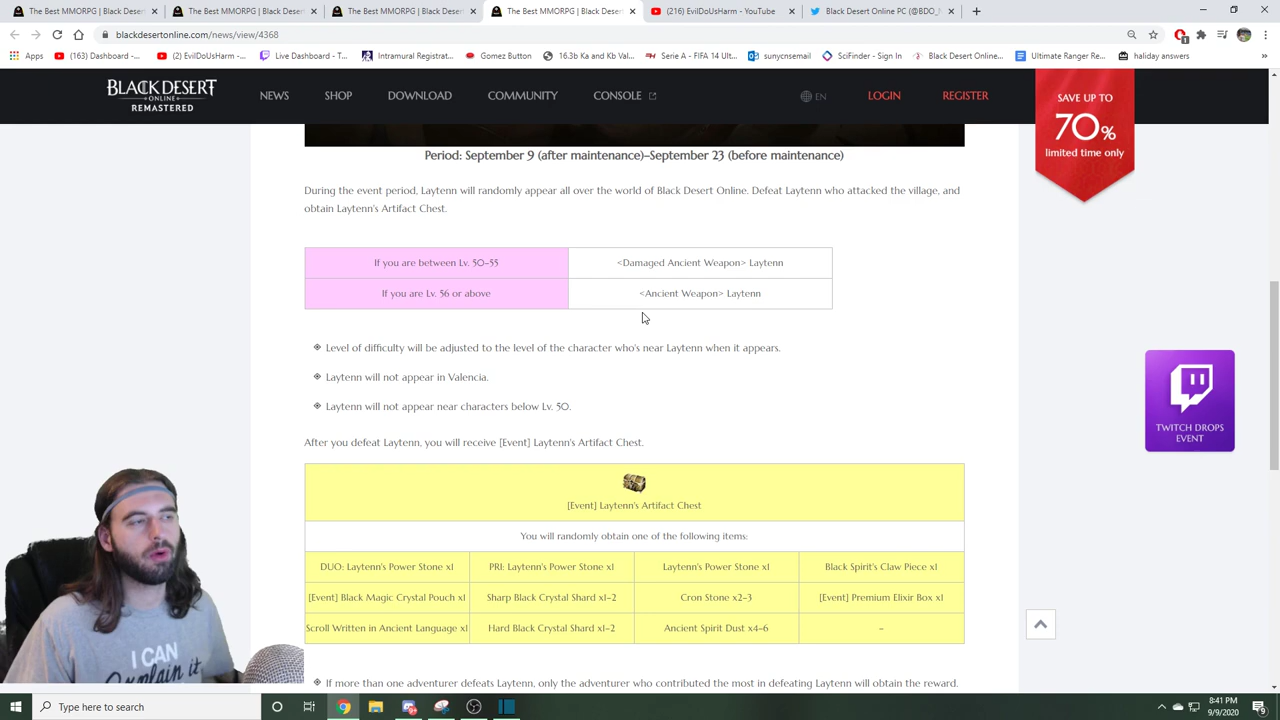 The Best MMORPG | Black Desert
The Best MMORPG | Black Desert
The Best MMORPG | Black Desert
(216) EvilDoUsHarm - YouTube
Black Desert Online PC (@BDO_N
blackdesertonline.com/news/view/4368
Apps
(163) Dashboard -...
(2) EvilDoUsHarm -...
Live Dashboard - T...
Intramural Registrat...
Gomez Button
16.3b Ka and Kb Val...
Serie A - FIFA 14 Ult...
sunycnsemail
SciFinder - Sign In
Black Desert Online...
Ultimate Ranger Re...
haliday answers
BLACK DESERT
ONLINE
REMASTERED
NEWS
SHOP
DOWNLOAD
COMMUNITY
CONSOLE
EN
LOGIN
REGISTER
SAVE UP TO
70%
limited time only
Period: September 9 (after maintenance)–September 23 (before maintenance)
During the event period, Laytenn will randomly appear all over the world of Black Desert Online. Defeat Laytenn who attacked the village, and
obtain Laytenn's Artifact Chest.
If you are between Lv. 50–55
<Damaged Ancient Weapon> Laytenn
If you are Lv. 56 or above
<Ancient Weapon> Laytenn
Level of difficulty will be adjusted to the level of the character who's near Laytenn when it appears.
Laytenn will not appear in Valencia.
Laytenn will not appear near characters below Lv. 50.
TWITCH DROPS
EVENT
After you defeat Laytenn, you will receive [Event] Laytenn's Artifact Chest.
[Event] Laytenn's Artifact Chest
You will randomly obtain one of the following items:
DUO: Laytenn's Power Stone x1
PRI: Laytenn's Power Stone x1
Laytenn's Power Stone x1
Black Spirit's Claw Piece x1
[Event] Black Magic Crystal Pouch x1
Sharp Black Crystal Shard x1–2
Cron Stone x2–3
[Event] Premium Elixir Box x1
Scroll Written in Ancient Language x1
Hard Black Crystal Shard x1–2
Ancient Spirit Dust x4–6
–
If more than one adventurer defeats Laytenn, only the adventurer who contributed the most in defeating Laytenn will obtain the reward.
I CAN
Explain it
Type here to search
8:41 PM
9/9/2020